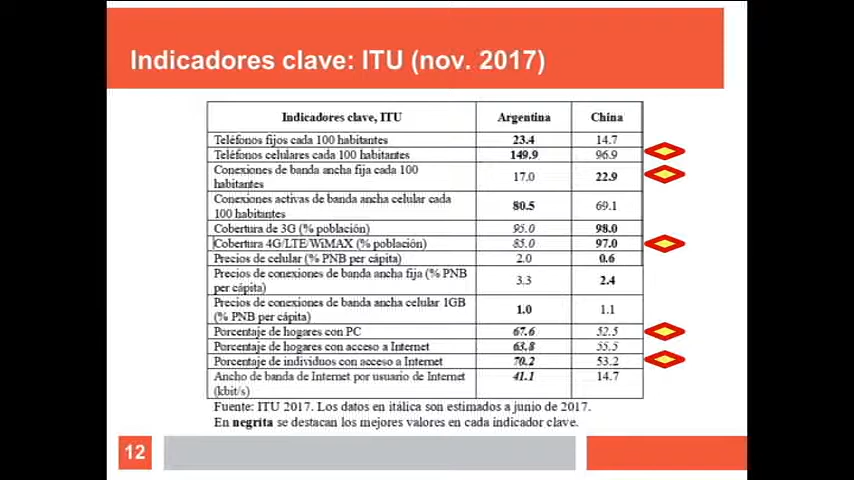 Indicadores clave: ITU (nov. 2017)
Indicadores clave, ITU Argentina China
Teléfonos fijos cada 100 habitantes 23.4 14.7
Teléfonos celulares cada 100 habitantes 149.9 96.9
Conexiones de banda ancha fija cada 100
habitantes 17.0 22.9
Conexiones activas de banda ancha celular cada
100 habitantes 80.5 69.1
Cobertura de 3G (% población) 95.0 98.0
Cobertura 4G/LTE/WiMAX (% población) 85.0 97.0
Precios de celular (% PNB per cápita) 2.0 0.6
Precios de conexiones de banda ancha fija (% PNB
per cápita) 3.3 2.4
Precios de conexiones de banda ancha celular 1GB
(% PNB per cápita) 1.0 1.1
Porcentaje de hogares con PC 67.6 52.5
Porcentaje de hogares con acceso a Internet 63.8 55.5
Porcentaje de individuos con acceso a Internet 70.2 53.2
Ancho de banda de Internet por usuario de Internet 41.1 14.7
(kbit/s)
Fuente: ITU 2017. Los datos en itálica son estimados a junio de 2017.
En negrita se destacan los mejores valores en cada indicador clave.
12